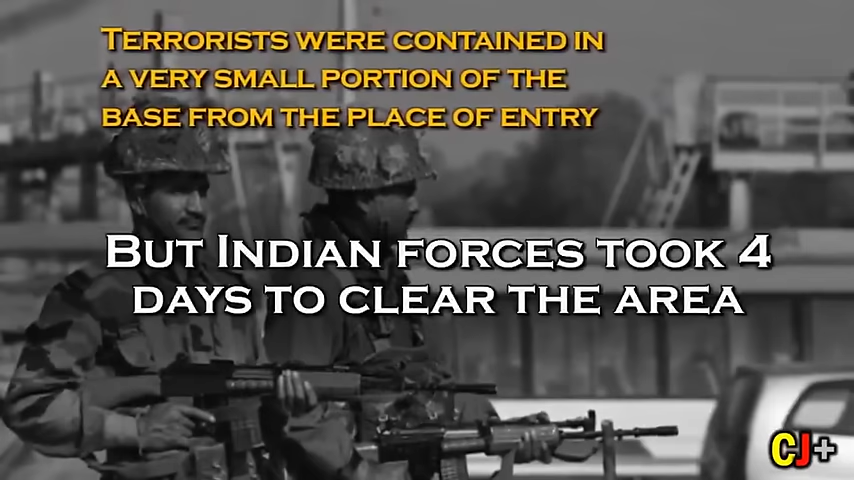 TERRORISTS WERE CONTAINED IN
A VERY SMALL PORTION OF THE
BASE FROM THE PLACE OF ENTRY
BUT INDIAN FORCES TOOK 4
DAYS TO CLEAR THE AREA
CJ+